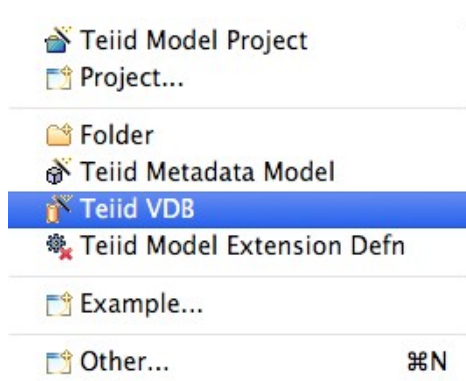 Teiid Model Project
Project...
Folder
Teiid Metadata Model
Teiid VDB
Teiid Model Extension Defn
Example...
Other... ⌘N